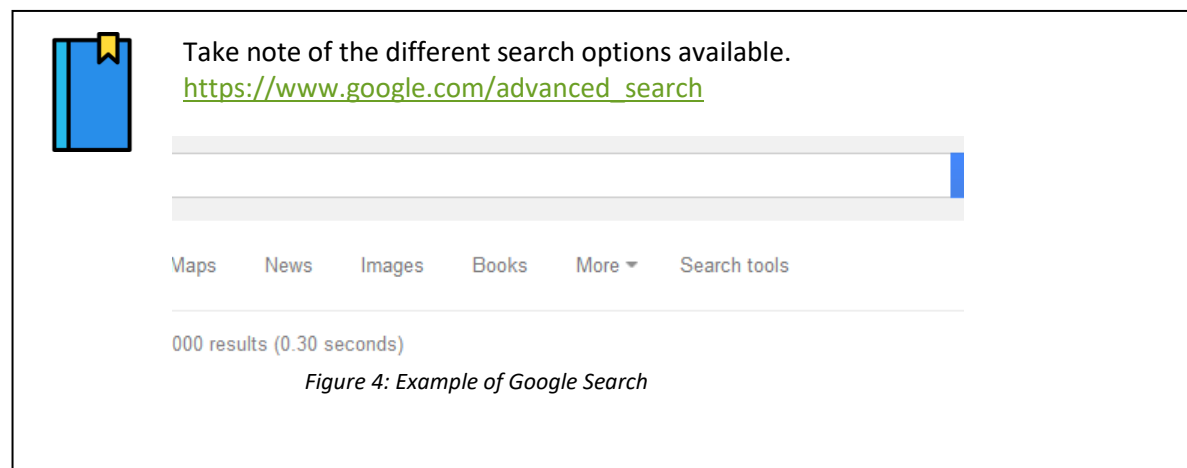 Take note of the different search options available.
https://www.google.com/advanced_search
Maps News Images Books More Search tools
000 results (0.30 seconds)
Figure 4: Example of Google Search